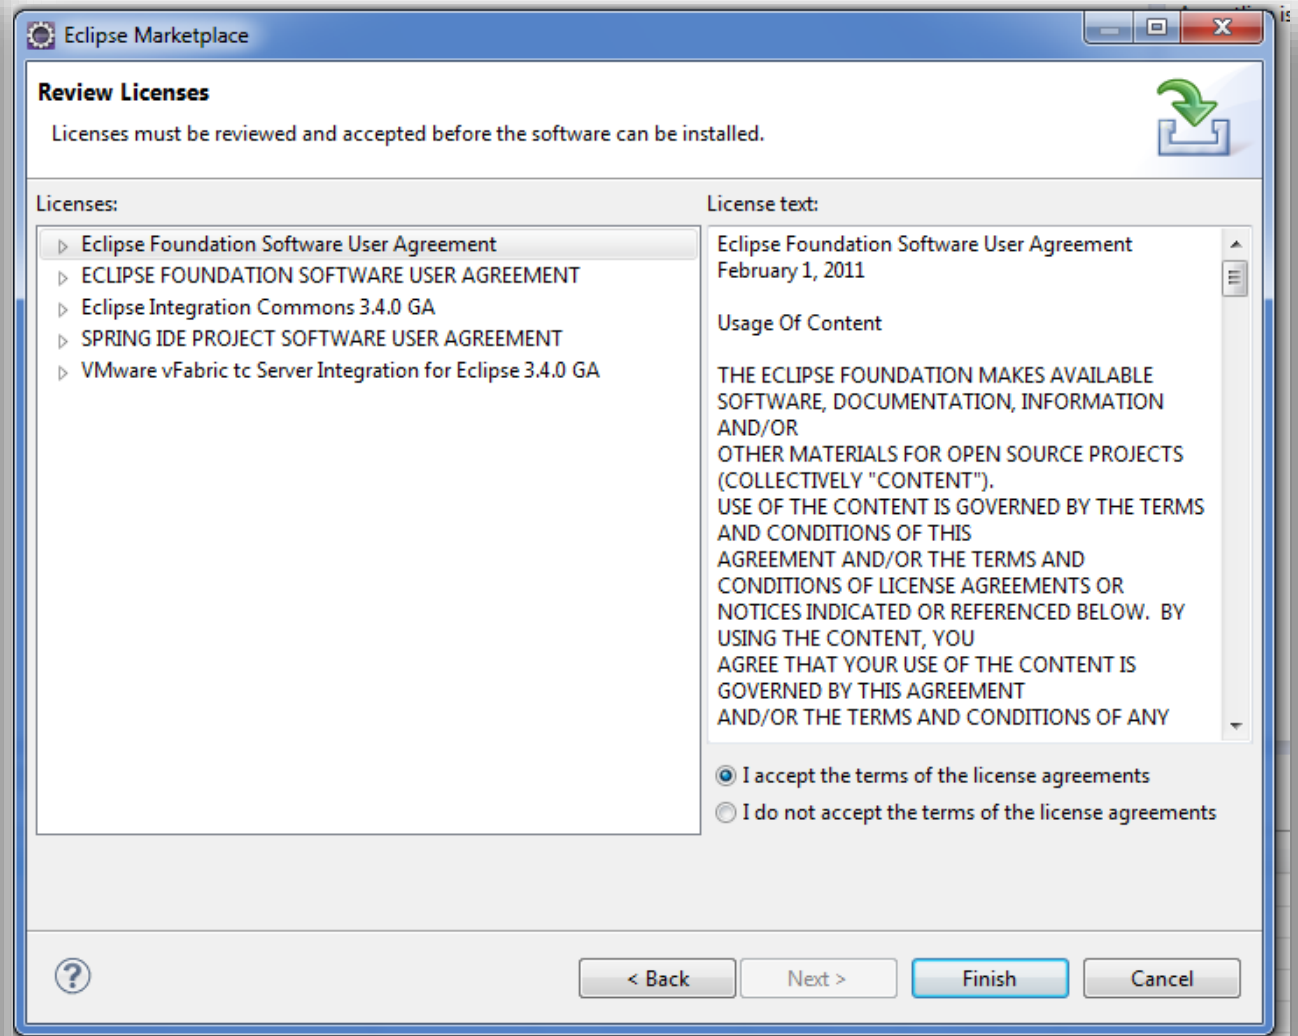 Eclipse Marketplace
Review Licenses
Licenses must be reviewed and accepted before the software can be installed.
Licenses:
Eclipse Foundation Software User Agreement
ECLIPSE FOUNDATION SOFTWARE USER AGREEMENT
Eclipse Integration Commons 3.4.0 GA
SPRING IDE PROJECT SOFTWARE USER AGREEMENT
VMware vFabric tc Server Integration for Eclipse 3.4.0 GA
License text:
Eclipse Foundation Software User Agreement
February 1, 2011
Usage Of Content
THE ECLIPSE FOUNDATION MAKES AVAILABLE
SOFTWARE, DOCUMENTATION, INFORMATION
AND/OR
OTHER MATERIALS FOR OPEN SOURCE PROJECTS
(COLLECTIVELY "CONTENT").
USE OF THE CONTENT IS GOVERNED BY THE TERMS
AND CONDITIONS OF THIS
AGREEMENT AND/OR THE TERMS AND
CONDITIONS OF LICENSE AGREEMENTS OR
NOTICES INDICATED OR REFERENCED BELOW.  BY
USING THE CONTENT, YOU
AGREE THAT YOUR USE OF THE CONTENT IS
GOVERNED BY THIS AGREEMENT
AND/OR THE TERMS AND CONDITIONS OF ANY
I accept the terms of the license agreements
I do not accept the terms of the license agreements
< Back
Next >
Finish
Cancel